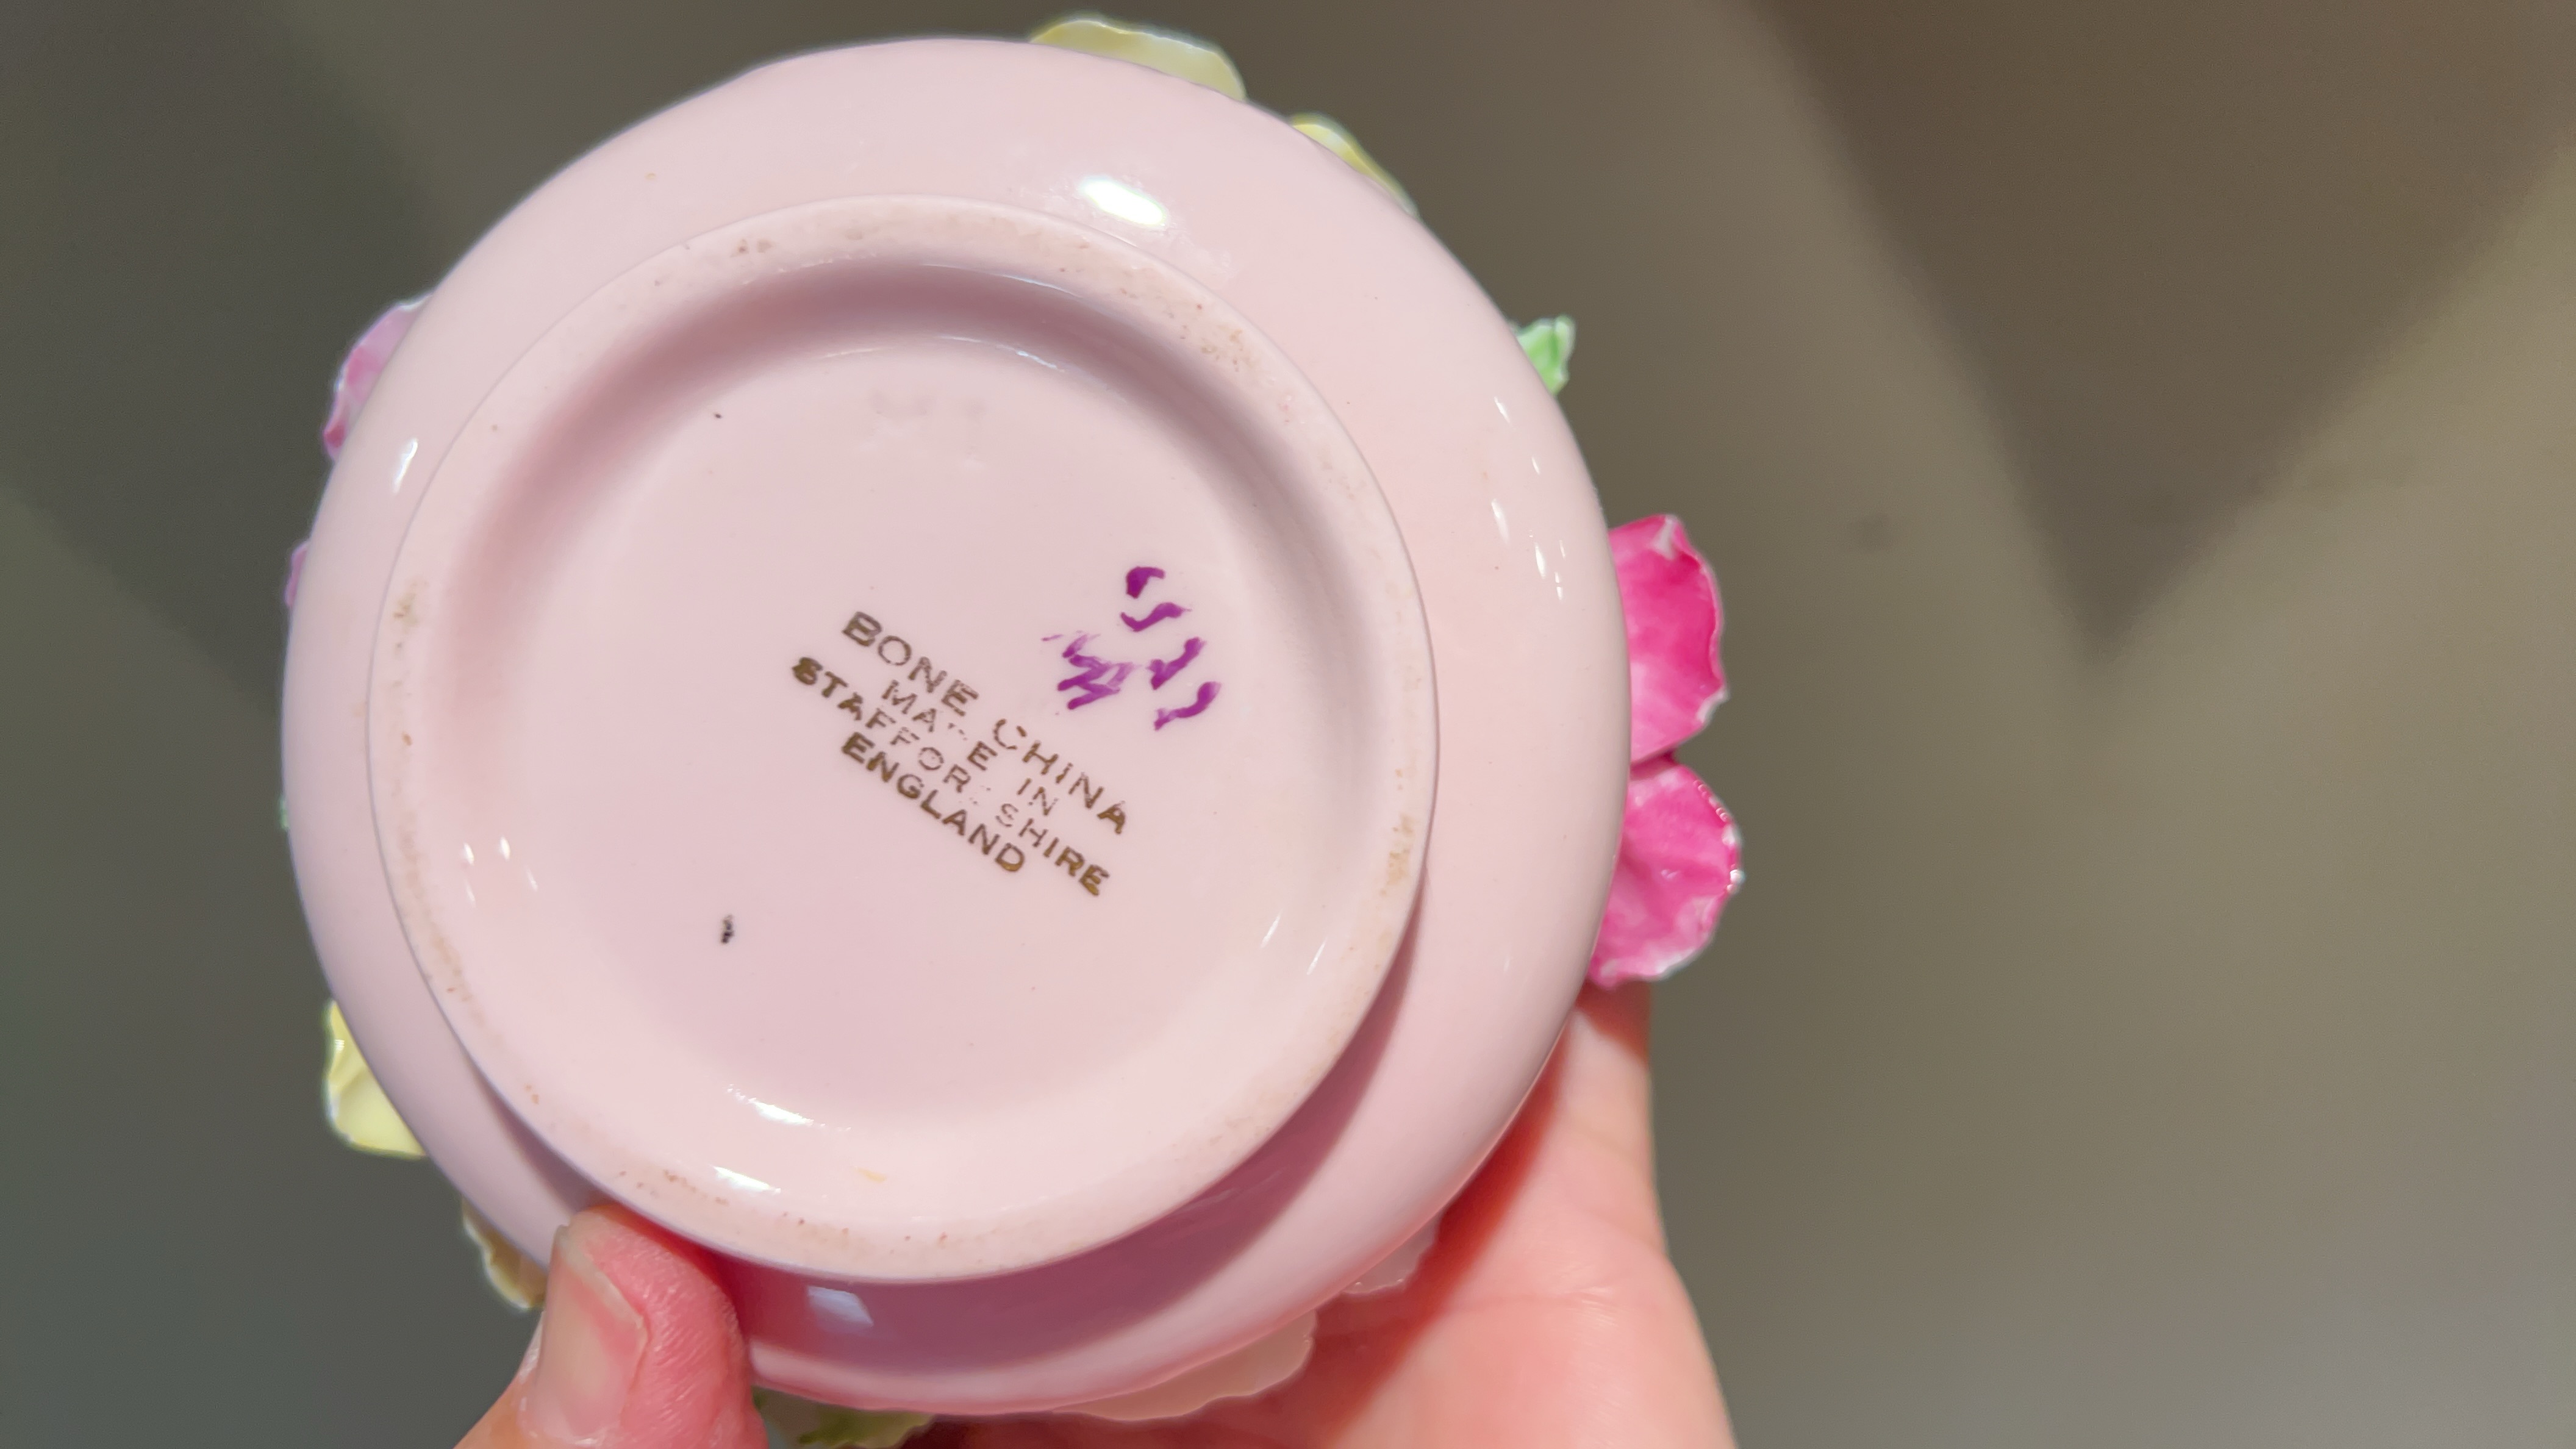 BONE CHINA
MADE IN
STAFFORDSHIRE
ENGLAND